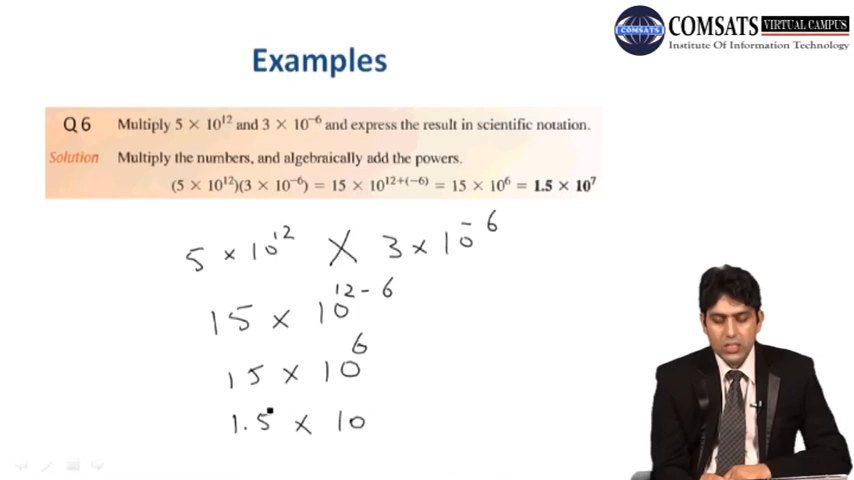 COMSATS
COMSATS VIRTUAL CAMPUS
Institute Of Information Technology
Examples
Q6 Multiply 5 × 10¹² and 3 × 10⁻⁶ and express the result in scientific notation.
Solution Multiply the numbers, and algebraically add the powers.
(5 × 10¹²)(3 × 10⁻⁶) = 15 × 10¹²⁺⁽⁻⁶⁾ = 15 × 10⁶ = 1.5 × 10⁷
5 × 10¹² × 3 × 10⁻⁶
15 × 10¹²⁻⁶
15 × 10⁶
1.5 × 10